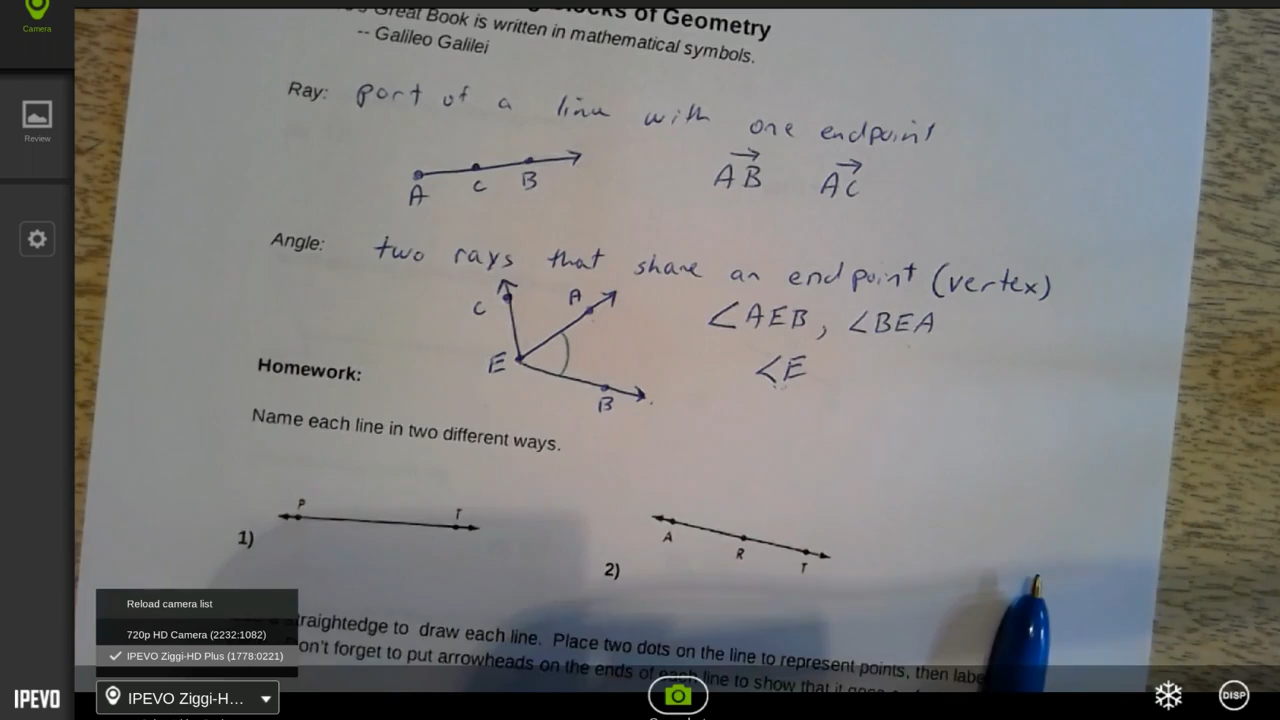 Camera
Great Book is written in mathematical symbols.
of Geometry
-- Galileo Galilei
Ray: part of a line with one endpoint
A C B
AB AC
Review
Angle: two rays that share an endpoint (vertex)
C A
∠AEB, ∠BEA
E
∠E
B
Homework:
Name each line in two different ways.
P T
1)
A R T
2)
straightedge to draw each line. Place two dots on the line to represent points, then
on't forget to put arrowheads on the ends of each line to show that it
Reload camera list
720p HD Camera (2232:1082)
IPEVO Ziggi-HD Plus (1778:0221)
IPEVO
IPEVO Ziggi-H...
DISP